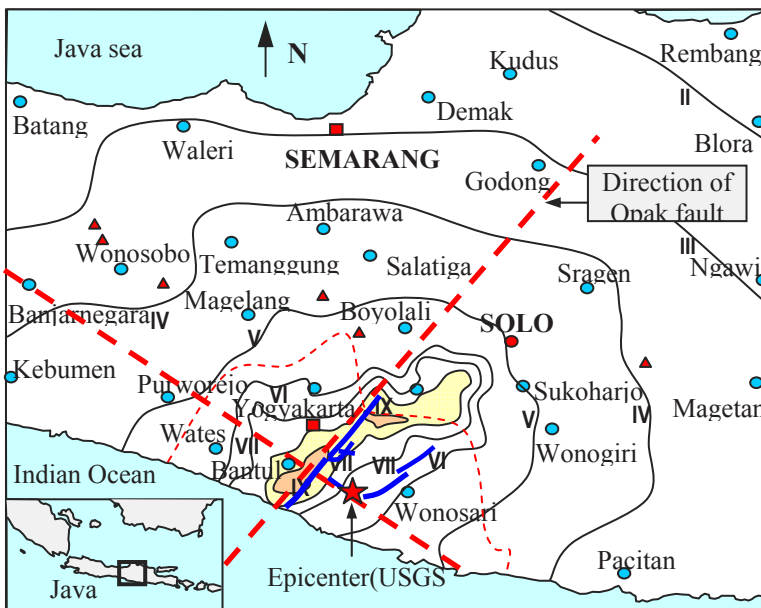 Java sea
N
Kudus
Rembang
Batang
Waleri
Demak
II
Blora
SEMARANG
Godong
Direction of
Opak fault
Ambarawa
Wonosobo
Temanggung
Salatiga
III
Ngawi
Sragen
Banjarnegara
IV
Magelang
Boyolali
SOLO
V
Kebumen
Purworejo
VI
IX
Sukoharjo
IV
Magetan
Yogyakarta
V
Wates
VII
Wonogiri
Indian Ocean
Bantul
VII
VII
VI
IX
Wonosari
Pacitan
Epicenter(USGS
Java